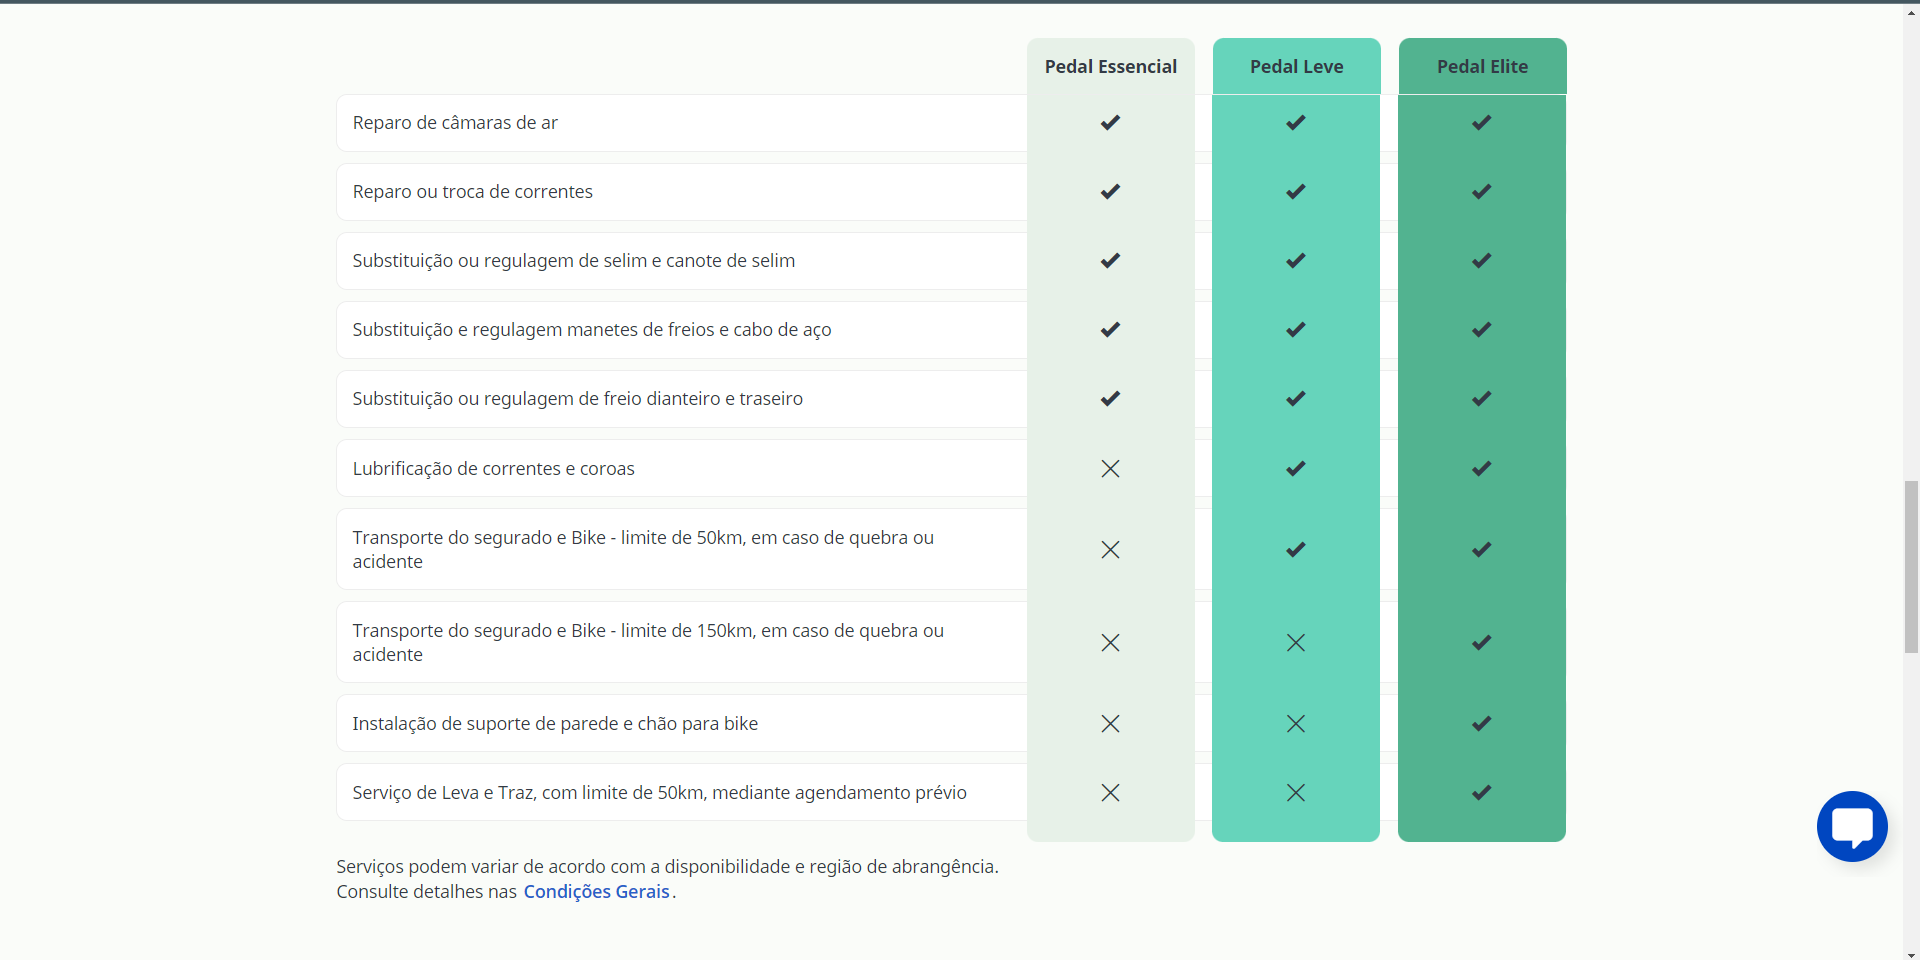 Pedal Essencial Pedal Leve Pedal Elite
Reparo de câmaras de ar
Reparo ou troca de correntes
Substituição ou regulagem de selim e canote de selim
Substituição e regulagem manetes de freios e cabo de aço
Substituição ou regulagem de freio dianteiro e traseiro
Lubrificação de correntes e coroas
Transporte do segurado e Bike - limite de 50km, em caso de quebra ou
acidente
Transporte do segurado e Bike - limite de 150km, em caso de quebra ou
acidente
Instalação de suporte de parede e chão para bike
Serviço de Leva e Traz, com limite de 50km, mediante agendamento prévio
Serviços podem variar de acordo com a disponibilidade e região de abrangência.
Consulte detalhes nas Condições Gerais.